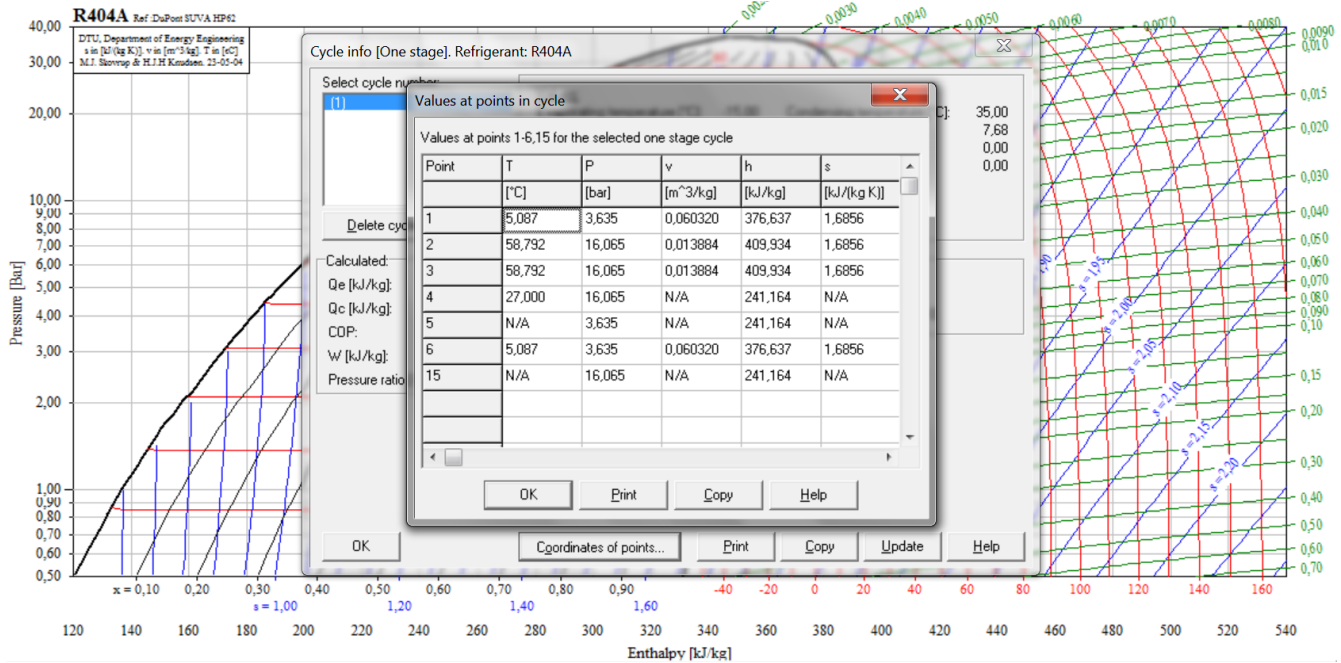 R404A Ref :DuPont SUVA HP62
DTU, Department of Energy Engineering
s in [kJ/(kg K)]. v in [m^3/kg]. T in [ºC]
M.J. Skovrup & H.J.H Knudsen. 23-05-04
Cycle info [One stage]. Refrigerant: R404A
Select cycle number:
(1)
35,00
7,68
0,00
0,00
Delete cyc
Calculated:
Qe [kJ/kg]:
Qc [kJ/kg]:
COP:
W [kJ/kg]:
Pressure ratio
Values at points in cycle
Values at points 1-6,15 for the selected one stage cycle
Point T P v h s
[°C] [bar] [m^3/kg] [kJ/kg] [kJ/(kg K)]
1 5,087 3,635 0,060320 376,637 1,6856
2 58,792 16,065 0,013884 409,934 1,6856
3 58,792 16,065 0,013884 409,934 1,6856
4 27,000 16,065 N/A 241,164 N/A
5 N/A 3,635 N/A 241,164 N/A
6 5,087 3,635 0,060320 376,637 1,6856
15 N/A 16,065 N/A 241,164 N/A
OK Print Copy Help
OK Coordinates of points... Print Copy Update Help
Pressure [Bar]
40,00
30,00
20,00
10,00
9,00
8,00
7,00
6,00
5,00
4,00
3,00
2,00
1,00
0,90
0,80
0,70
0,60
0,50
0,0030
0,0040
0,0050
0,0060
0,0070
0,0080
0,0090
0,010
0,015
0,020
0,030
0,040
0,050
0,060
0,070
0,080
0,090
0,10
0,15
0,20
0,30
0,40
0,50
0,60
0,70
s = 1,95
s = 2,00
s = 2,05
s = 2,10
s = 2,15
s = 2,20
x = 0,10 0,20 0,30 0,40 0,50 0,60 0,70 0,80 0,90 -40 -20 0 20 40 60 80 100 120 140 160
s = 1,00 1,20 1,40 1,60
120 140 160 180 200 220 240 260 280 300 320 340 360 380 400 420 440 460 480 500 520 540
Enthalpy [kJ/kg]